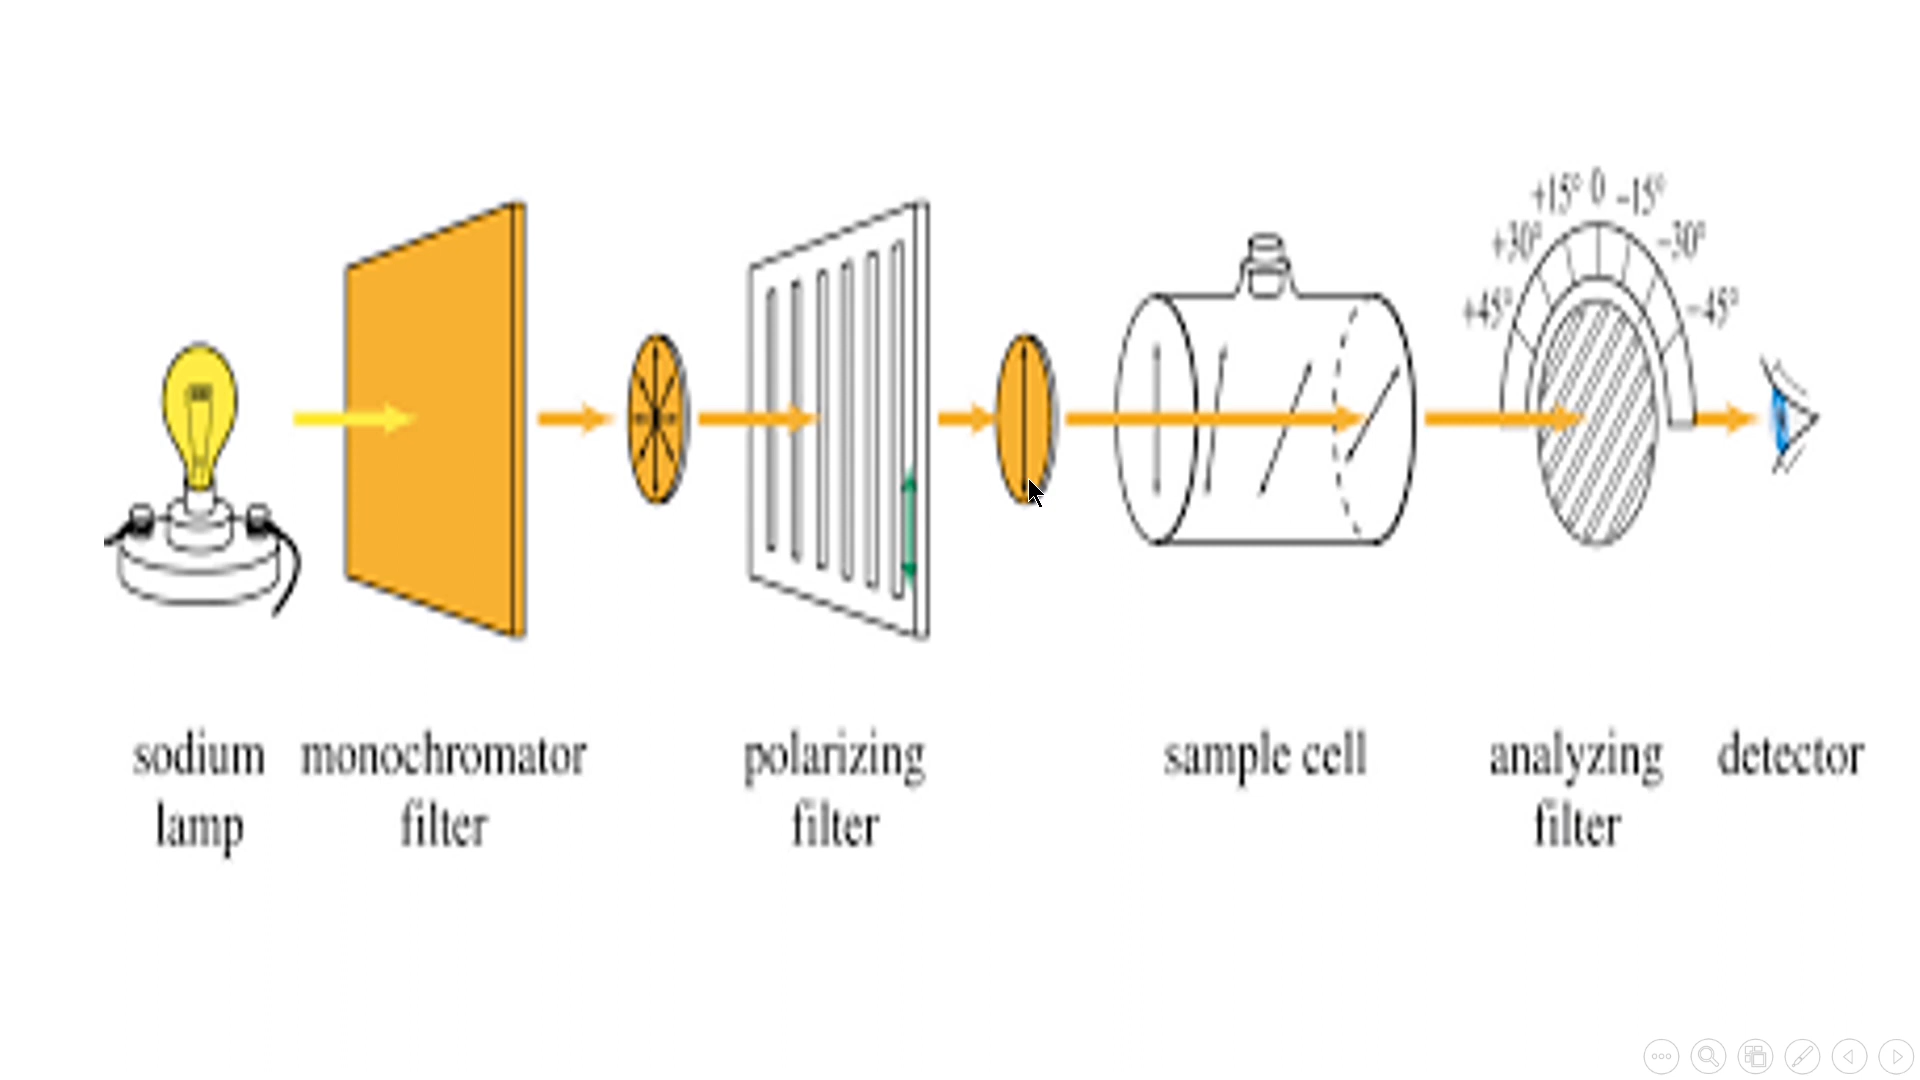 +15° 0 -15°
+30° -30°
+45° -45°
sodium monochromator polarizing sample cell analyzing detector
lamp filter filter filter